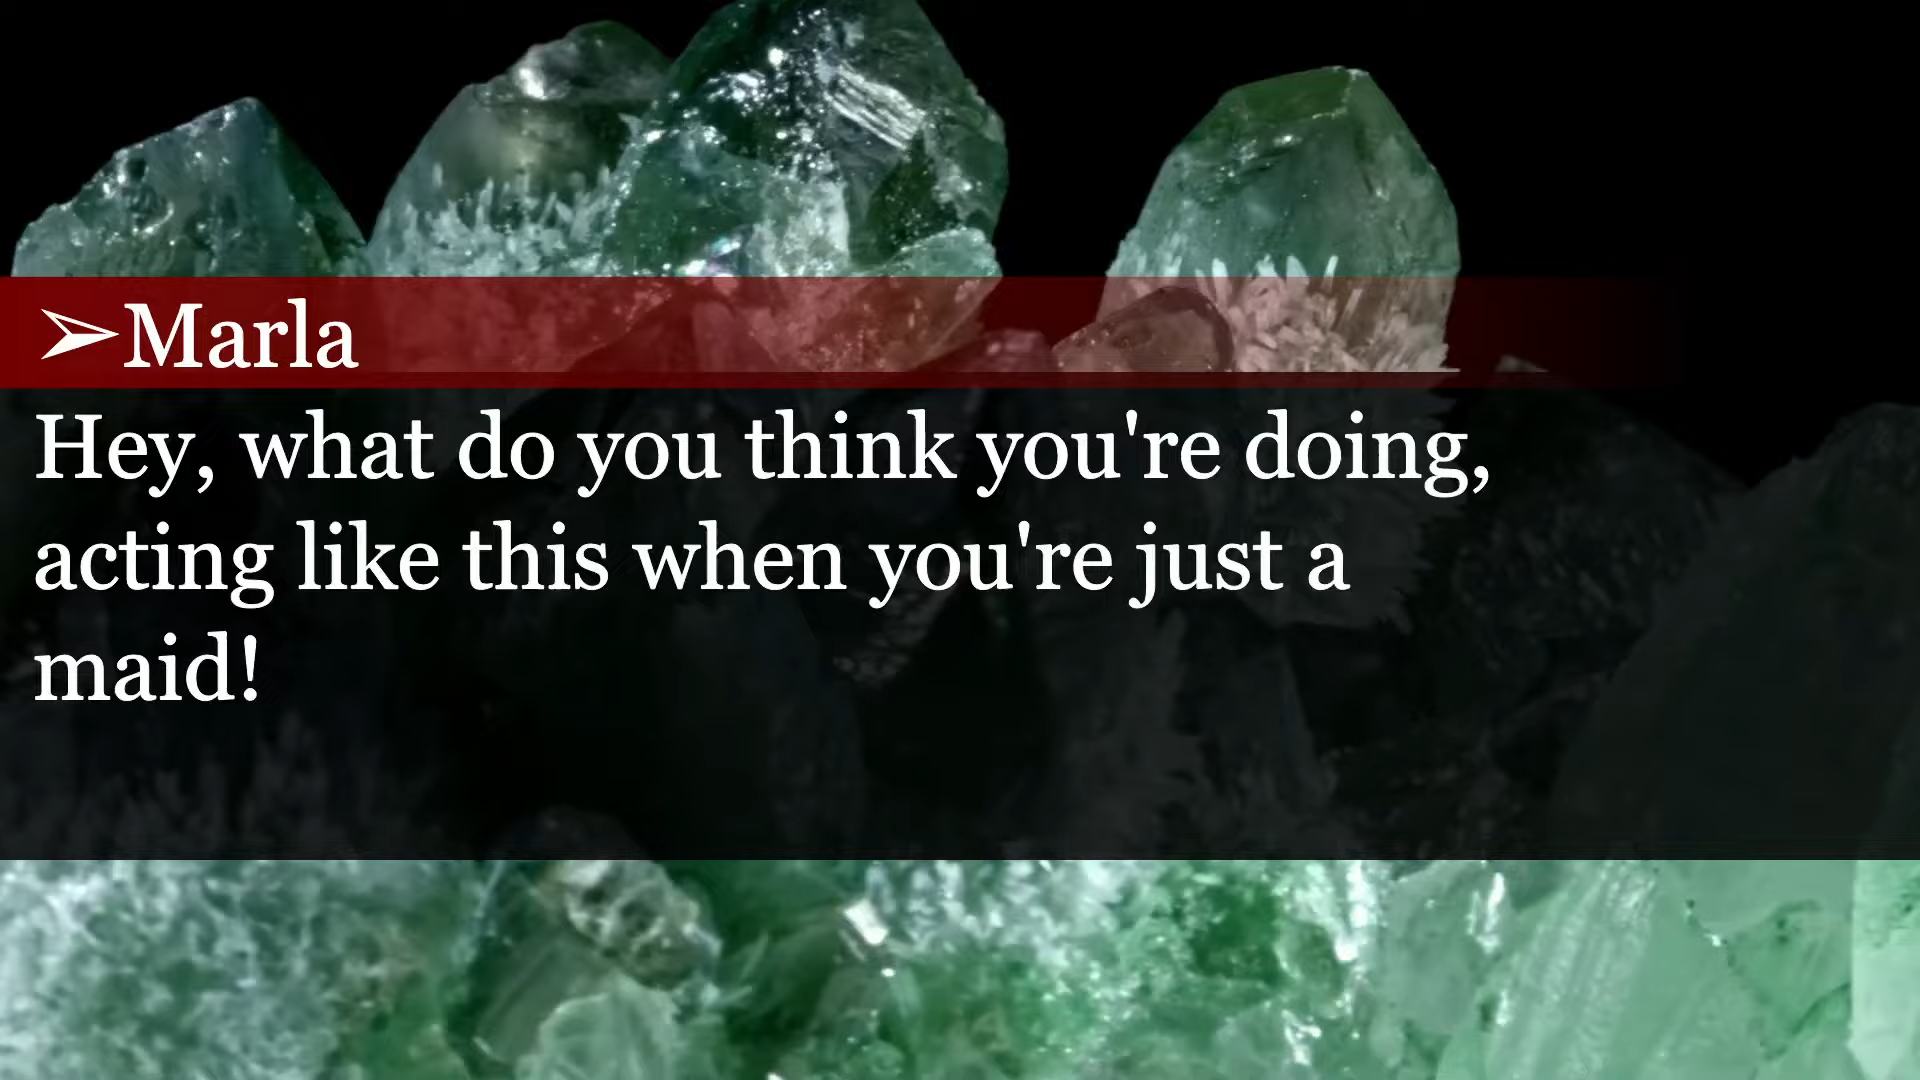 ➢Marla
Hey, what do you think you're doing,
acting like this when you're just a
maid!